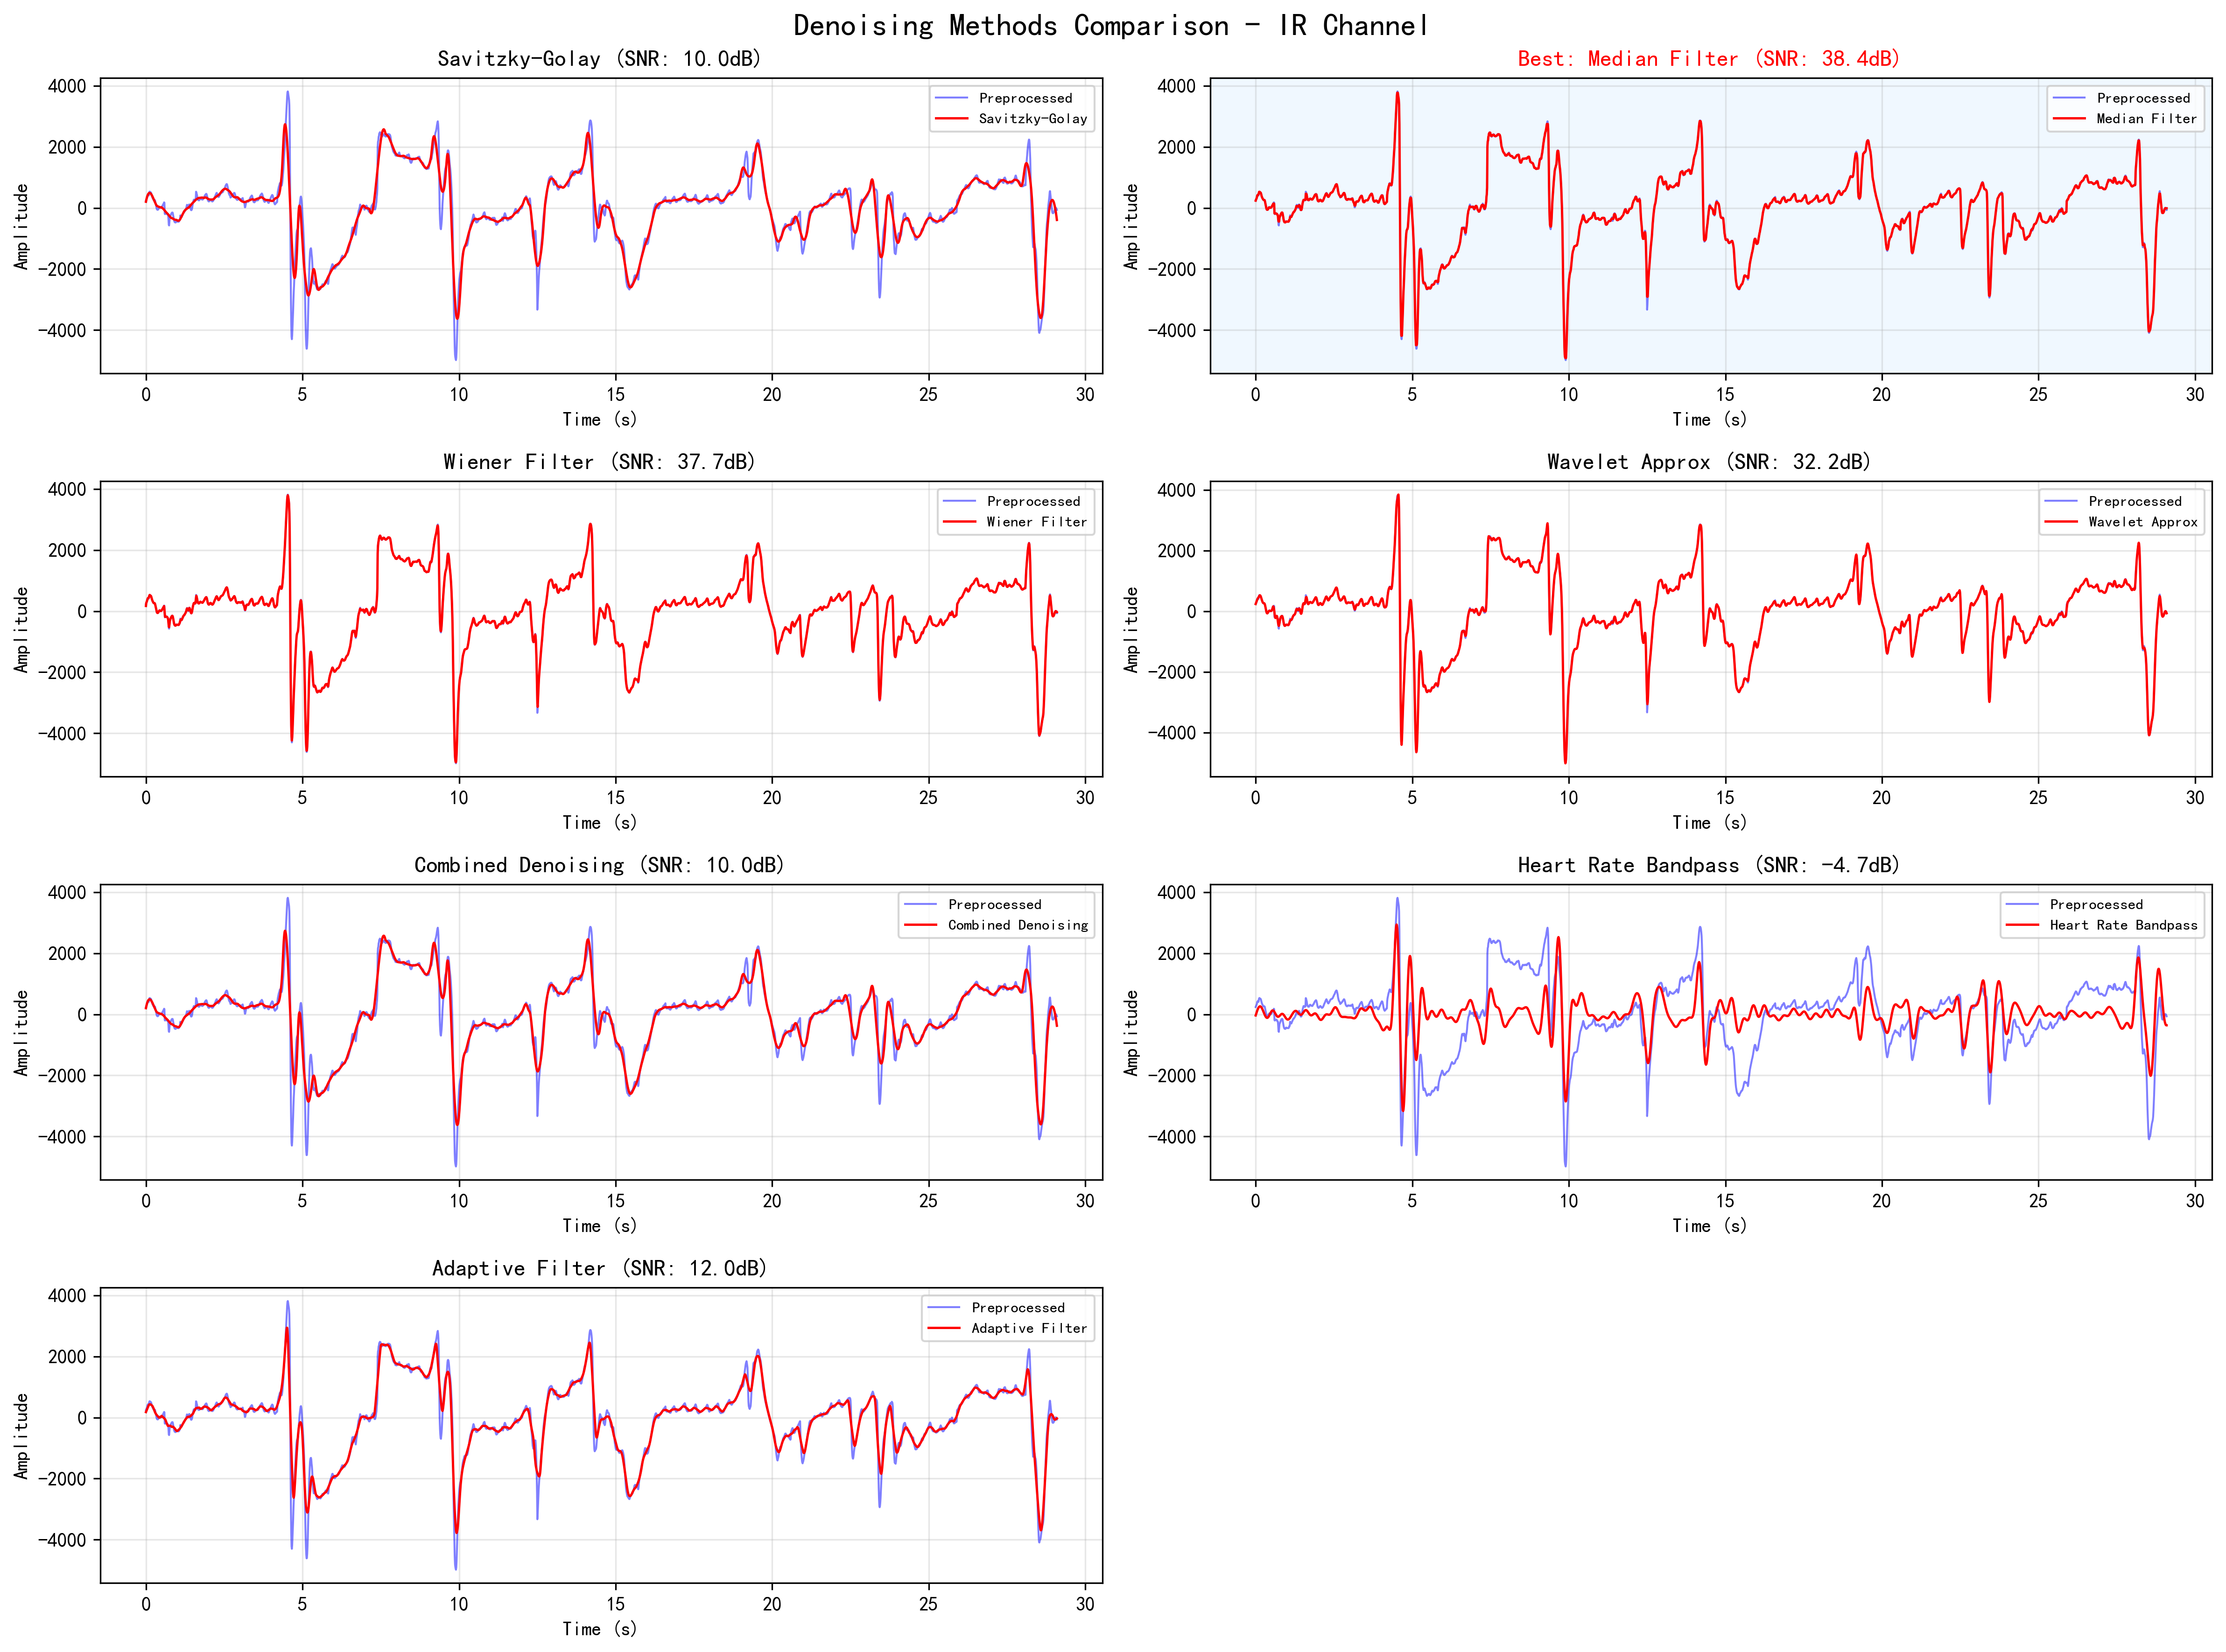 Denoising Methods Comparison - IR Channel
Savitzky-Golay (SNR: 10.0dB)
4000
2000
0
-2000
-4000
Amplitude
Preprocessed
Savitzky-Golay
0 5 10 15 20 25 30
Time (s)
Best: Median Filter (SNR: 38.4dB)
4000
2000
0
-2000
-4000
Amplitude
Preprocessed
Median Filter
0 5 10 15 20 25 30
Time (s)
Wiener Filter (SNR: 37.7dB)
4000
2000
0
-2000
-4000
Amplitude
Preprocessed
Wiener Filter
0 5 10 15 20 25 30
Time (s)
Wavelet Approx (SNR: 32.2dB)
4000
2000
0
-2000
-4000
Amplitude
Preprocessed
Wavelet Approx
0 5 10 15 20 25 30
Time (s)
Combined Denoising (SNR: 10.0dB)
4000
2000
0
-2000
-4000
Amplitude
Preprocessed
Combined Denoising
0 5 10 15 20 25 30
Time (s)
Heart Rate Bandpass (SNR: -4.7dB)
4000
2000
0
-2000
-4000
Amplitude
Preprocessed
Heart Rate Bandpass
0 5 10 15 20 25 30
Time (s)
Adaptive Filter (SNR: 12.0dB)
4000
2000
0
-2000
-4000
Amplitude
Preprocessed
Adaptive Filter
0 5 10 15 20 25 30
Time (s)